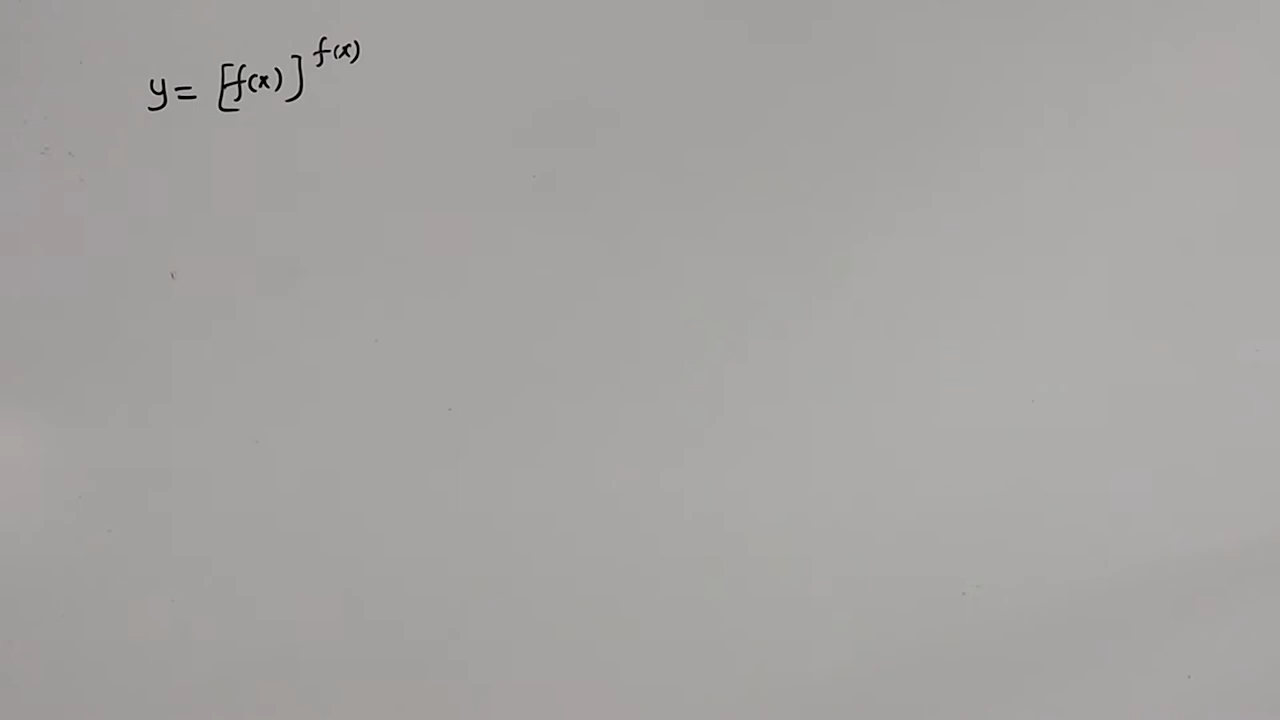 y = [f(x)]^f(x)